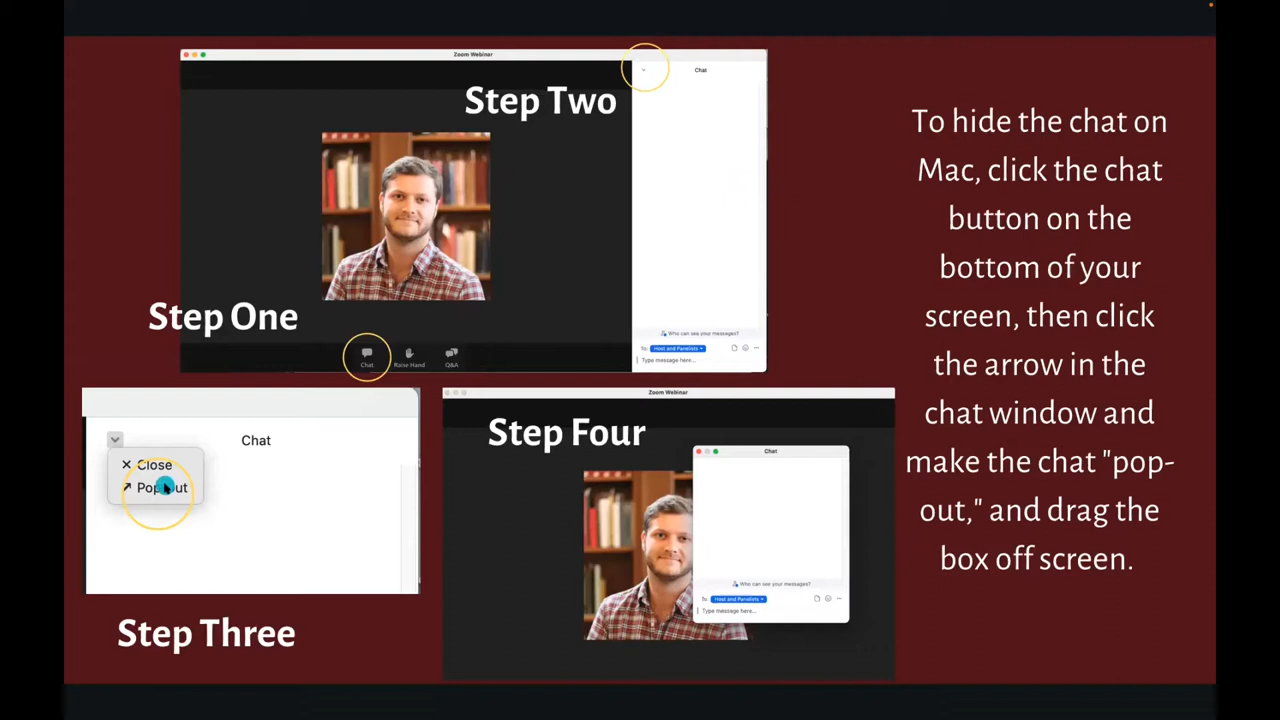 Zoom Webinar
Chat
Step Two
Step One
Who can see your messages?
To: Host and Panelists
Type message here...
Chat Raise Hand Q&A
To hide the chat on
Mac, click the chat
button on the
bottom of your
screen, then click
the arrow in the
chat window and
make the chat "pop-
out," and drag the
box off screen.
Chat
Close
Pop out
Step Three
Zoom Webinar
Step Four
Chat
Who can see your messages?
To: Host and Panelists
Type message here...